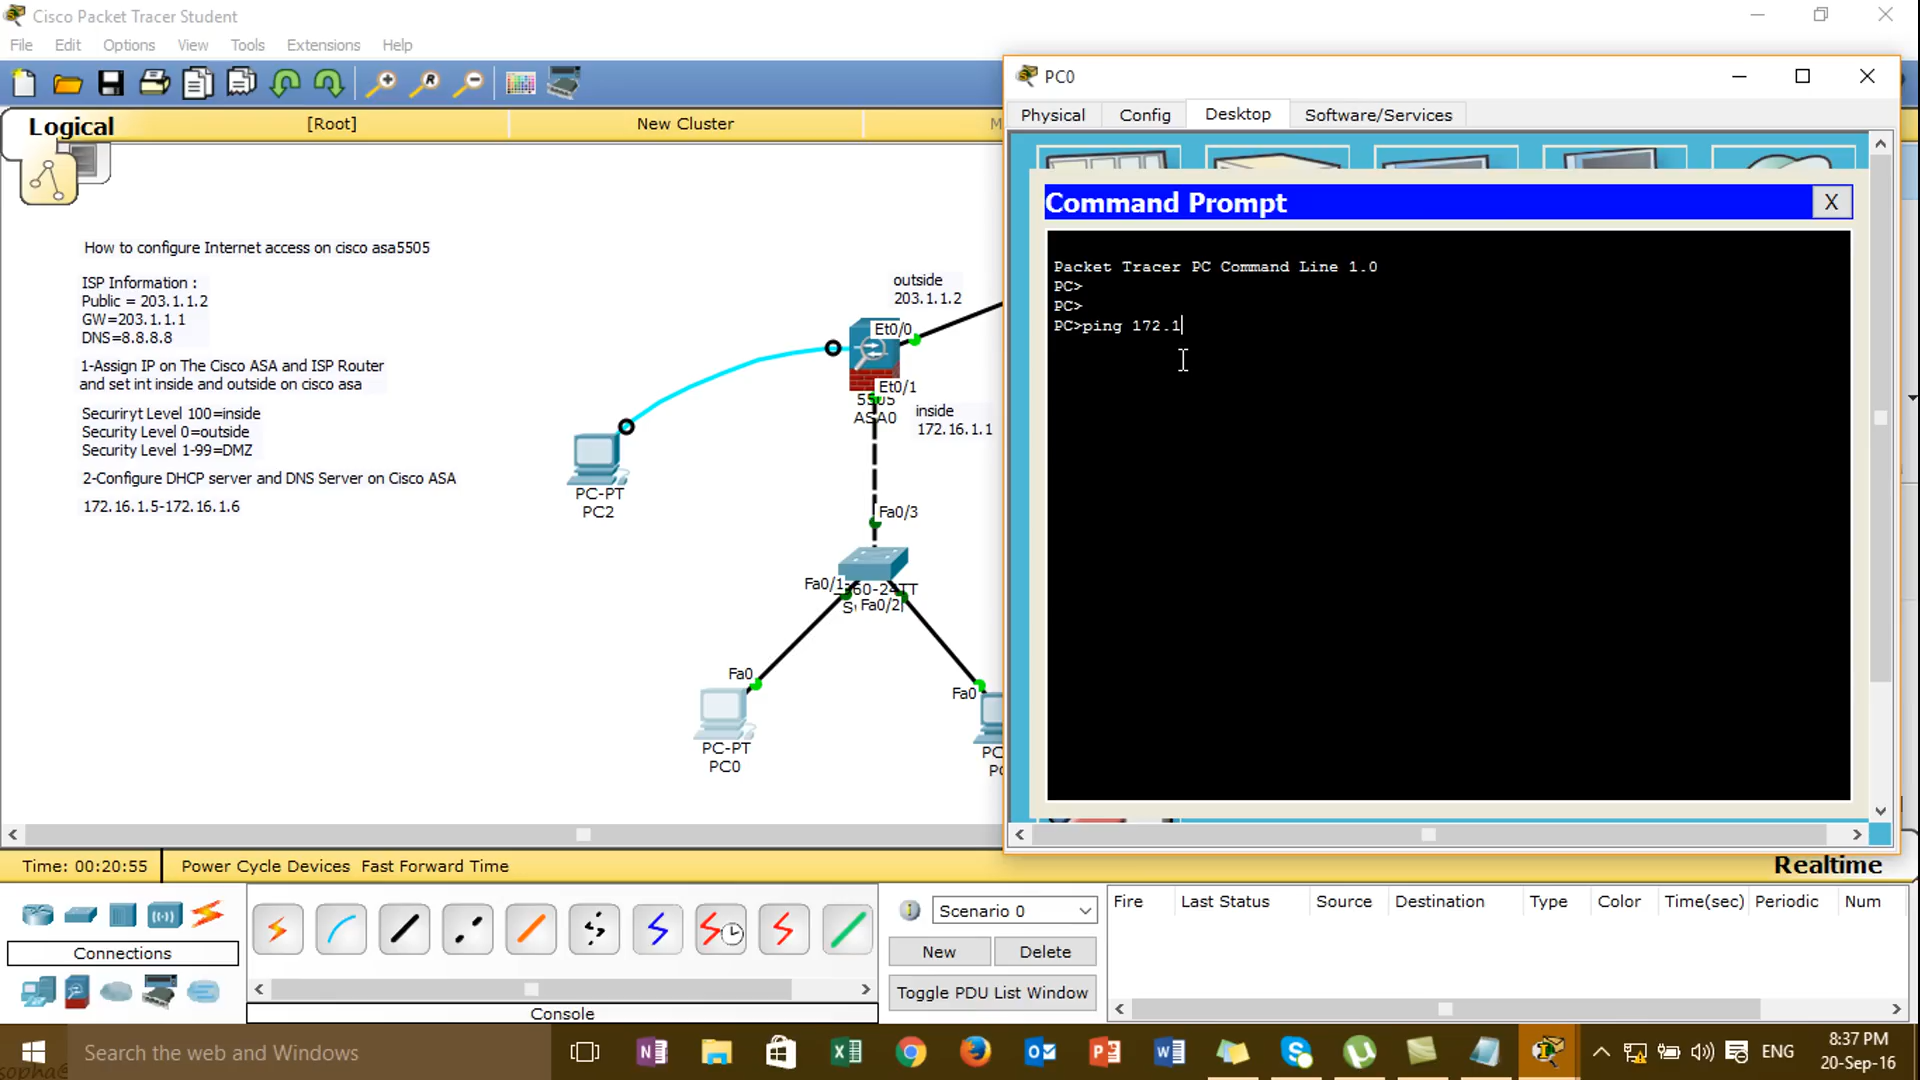 Cisco Packet Tracer Student
File Edit Options View Tools Extensions Help
Logical [Root] New Cluster M
How to configure Internet access on cisco asa5505
ISP Information :
Public = 203.1.1.2
GW=203.1.1.1
DNS=8.8.8.8
1-Assign IP on The Cisco ASA and ISP Router
and set int inside and outside on cisco asa
Securiryt Level 100=inside
Security Level 0=outside
Security Level 1-99=DMZ
2-Configure DHCP server and DNS Server on Cisco ASA
172.16.1.5-172.16.1.6
outside
203.1.1.2
Et0/0
Et0/1
5505
ASA0
inside
172.16.1.1
PC-PT
PC2
Fa0/3
Fa0/1
60-24TT
Fa0/2
Fa0
PC-PT
PC0
Fa0
PC
PC0
Physical Config Desktop Software/Services
Command Prompt X
Packet Tracer PC Command Line 1.0
PC>
PC>
PC>ping 172.1
Time: 00:20:55 Power Cycle Devices Fast Forward Time
Realtime
Connections
Console
Scenario 0
New Delete
Toggle PDU List Window
Fire Last Status Source Destination Type Color Time(sec) Periodic Num
Search the web and Windows
ENG
8:37 PM
20-Sep-16
sopha@